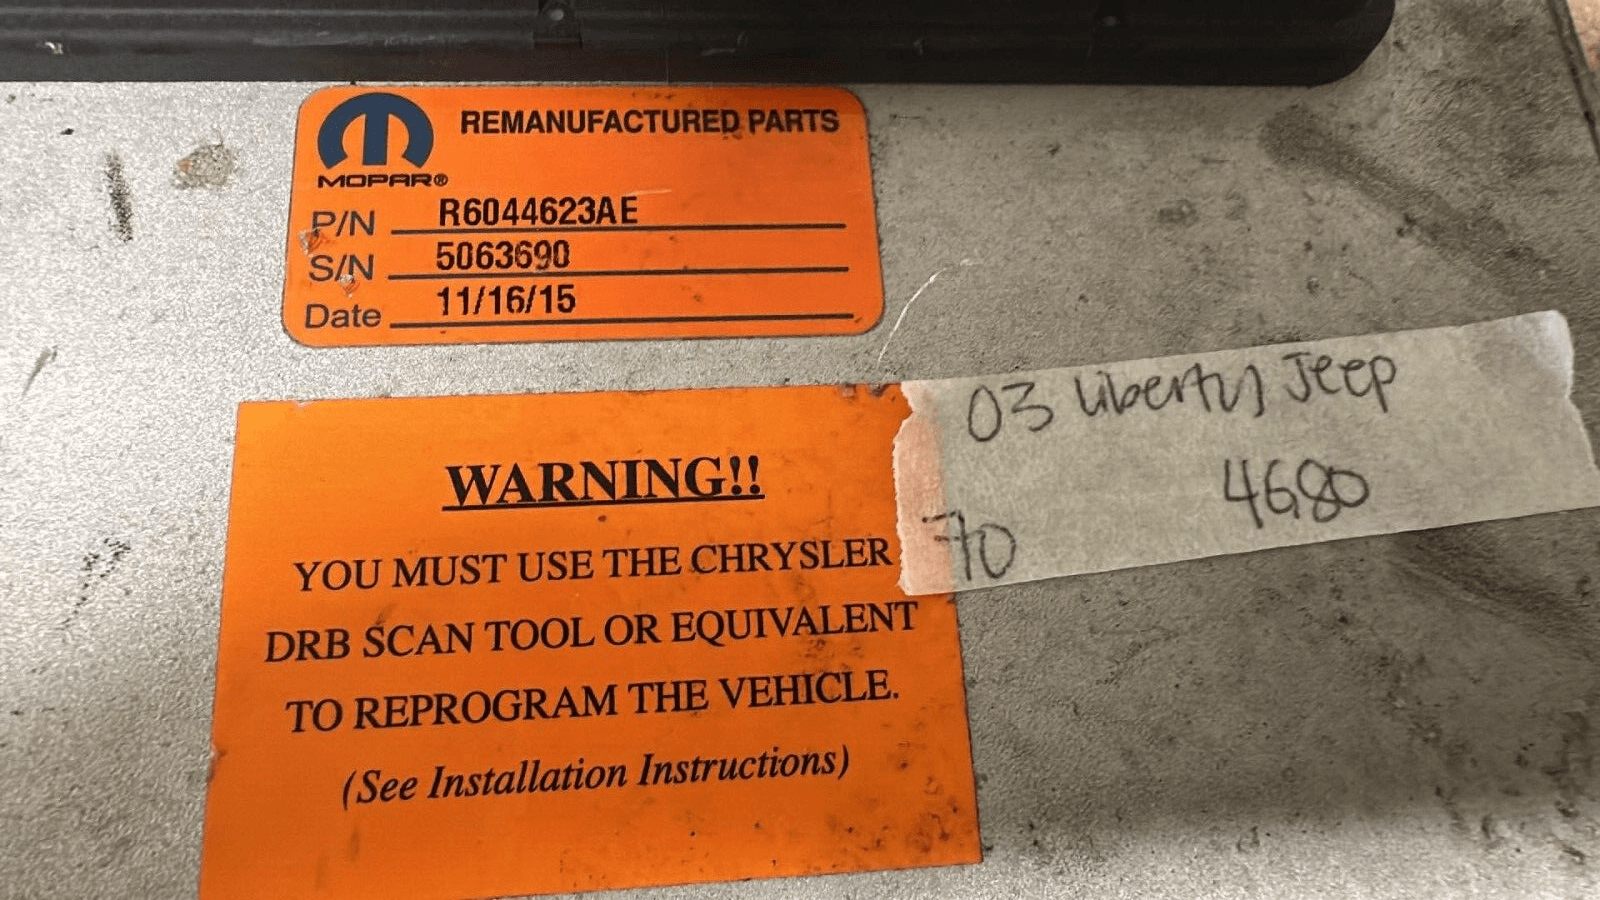 REMANUFACTURED PARTS
MOPAR®
P/N R6044623AE
S/N 5063690
Date 11/16/15
WARNING!!
YOU MUST USE THE CHRYSLER
DRB SCAN TOOL OR EQUIVALENT
TO REPROGRAM THE VEHICLE.
(See Installation Instructions)
03 Liberty Jeep
4680
70